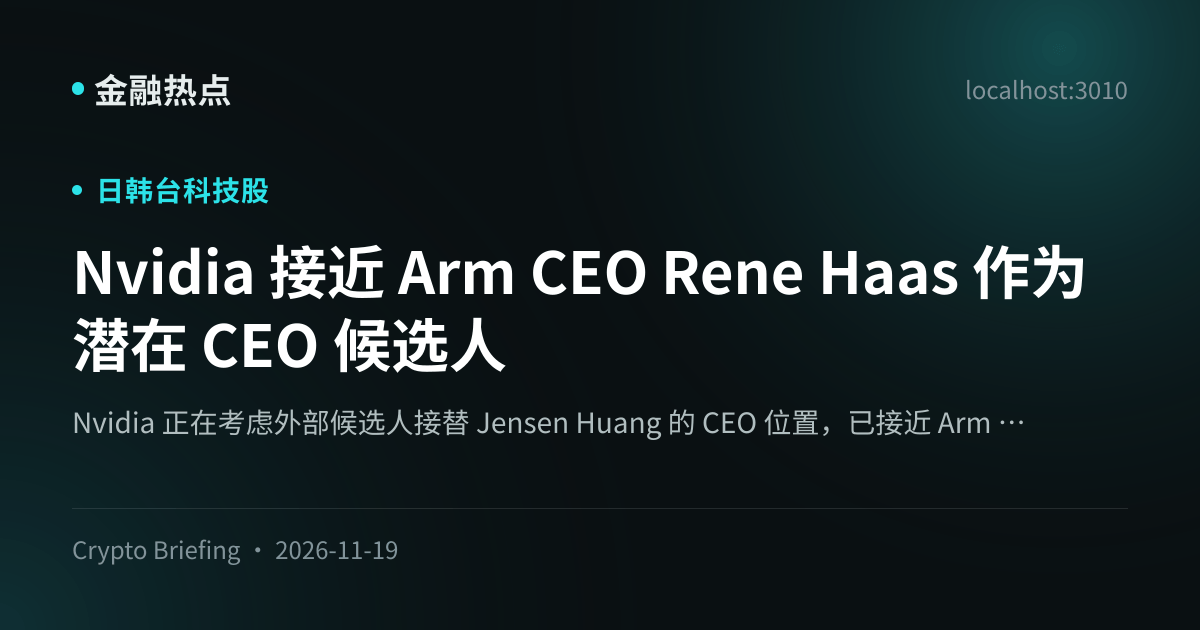 金融热点
localhost:3010
日韩台科技股
Nvidia 接近 Arm CEO Rene Haas 作为
潜在 CEO 候选人
Nvidia 正在考虑外部候选人接替 Jensen Huang 的 CEO 位置，已接近 Arm …
Crypto Briefing · 2026-11-19